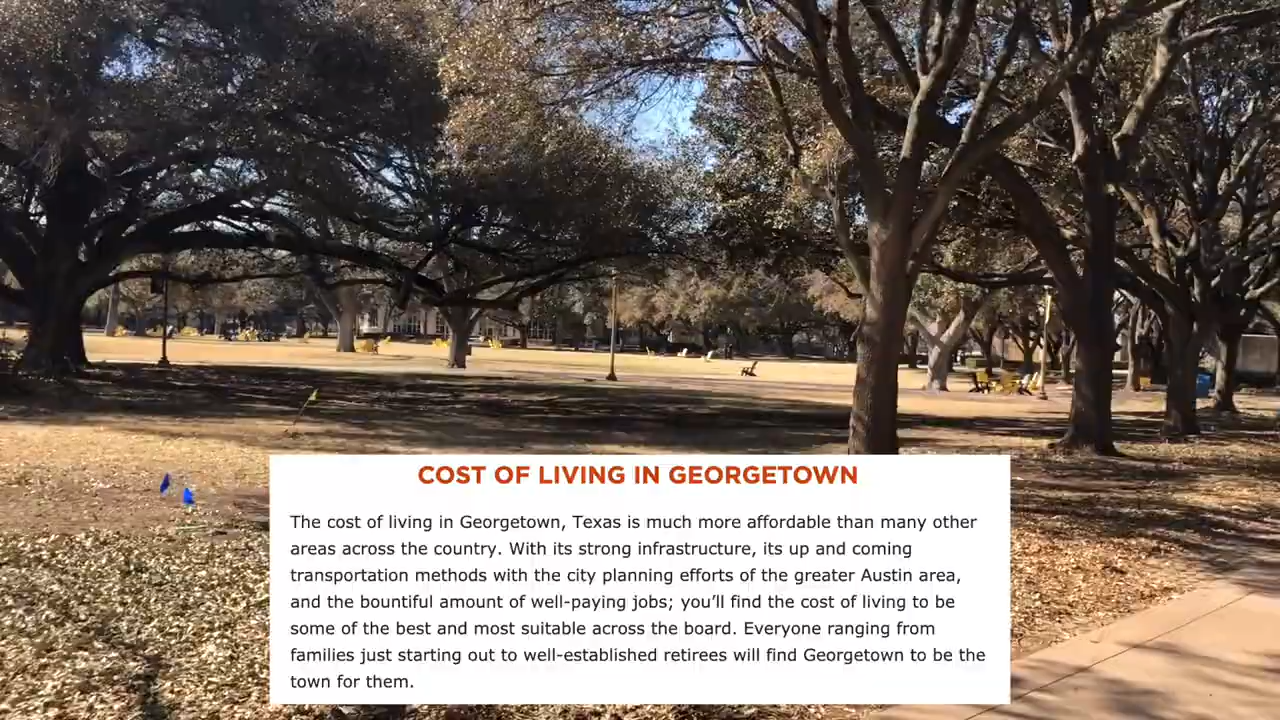 COST OF LIVING IN GEORGETOWN
The cost of living in Georgetown, Texas is much more affordable than many other
areas across the country. With its strong infrastructure, its up and coming
transportation methods with the city planning efforts of the greater Austin area,
and the bountiful amount of well-paying jobs; you’ll find the cost of living to be
some of the best and most suitable across the board. Everyone ranging from
families just starting out to well-established retirees will find Georgetown to be the
town for them.